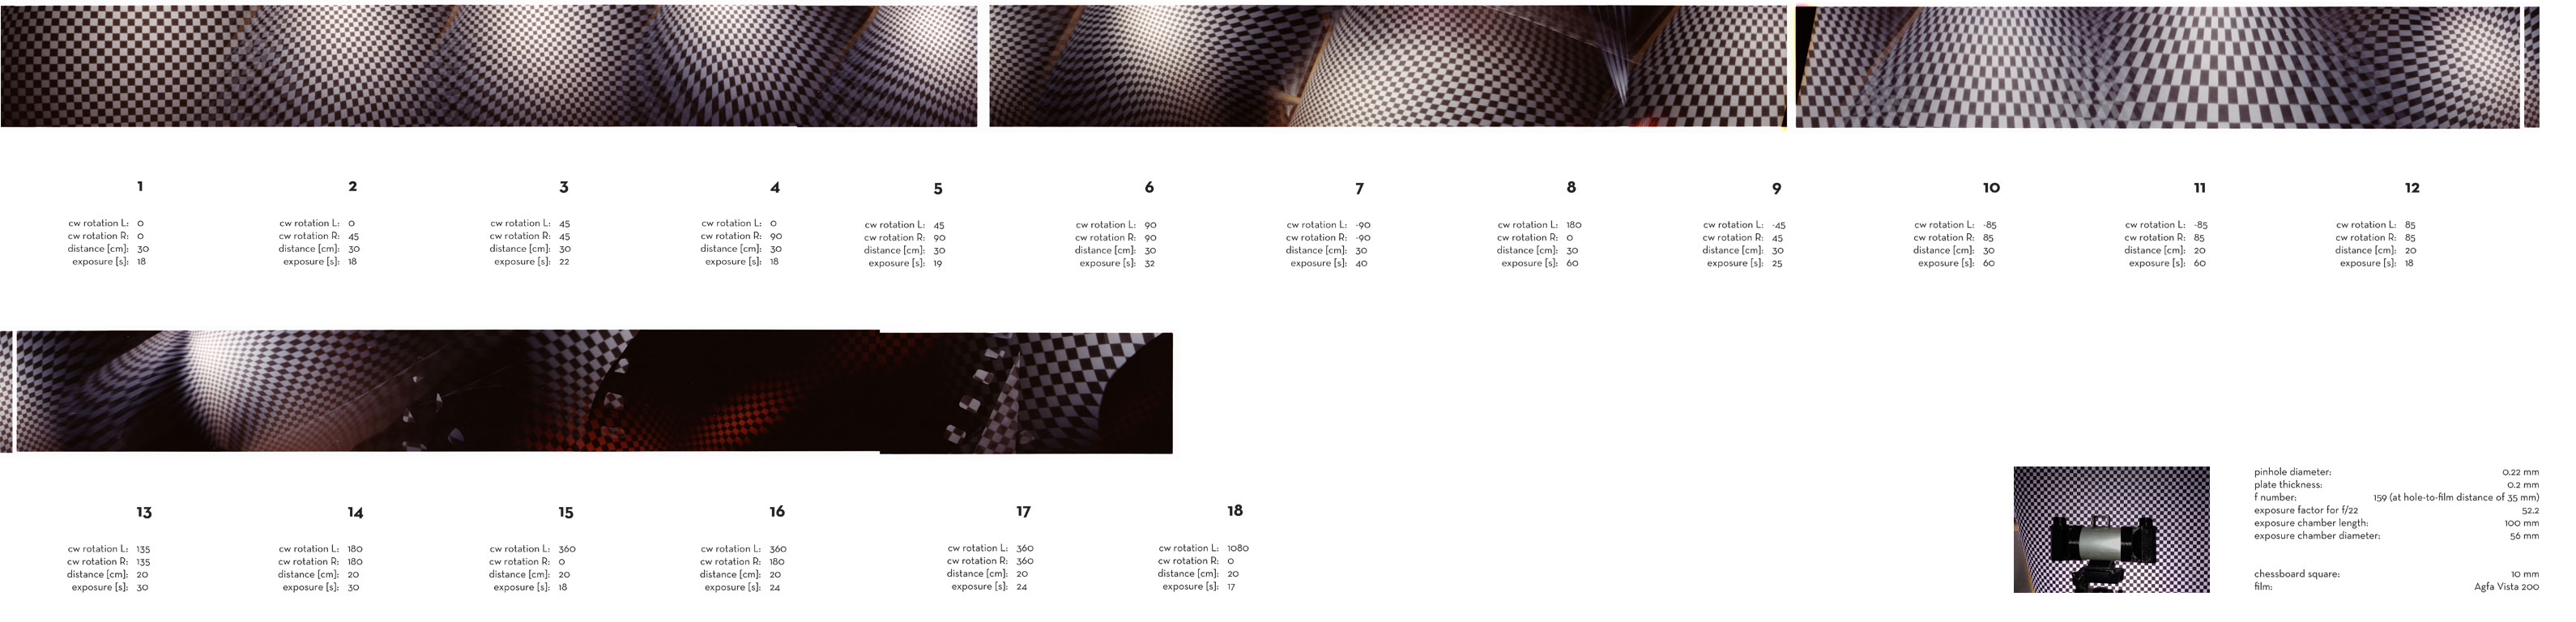 1
cw rotation L: 0
cw rotation R: 0
distance [cm]: 30
exposure [s]: 18
2
cw rotation L: 0
cw rotation R: 45
distance [cm]: 30
exposure [s]: 18
3
cw rotation L: 45
cw rotation R: 45
distance [cm]: 30
exposure [s]: 22
4
cw rotation L: 0
cw rotation R: 90
distance [cm]: 30
exposure [s]: 18
5
cw rotation L: 45
cw rotation R: 90
distance [cm]: 30
exposure [s]: 19
6
cw rotation L: 90
cw rotation R: 90
distance [cm]: 30
exposure [s]: 32
7
cw rotation L: -90
cw rotation R: -90
distance [cm]: 30
exposure [s]: 40
8
cw rotation L: 180
cw rotation R: 0
distance [cm]: 30
exposure [s]: 60
9
cw rotation L: -45
cw rotation R: 45
distance [cm]: 30
exposure [s]: 25
10
cw rotation L: -85
cw rotation R: 85
distance [cm]: 30
exposure [s]: 60
11
cw rotation L: -85
cw rotation R: 85
distance [cm]: 20
exposure [s]: 60
12
cw rotation L: 85
cw rotation R: 85
distance [cm]: 20
exposure [s]: 18
13
cw rotation L: 135
cw rotation R: 135
distance [cm]: 20
exposure [s]: 30
14
cw rotation L: 180
cw rotation R: 180
distance [cm]: 20
exposure [s]: 30
15
cw rotation L: 360
cw rotation R: 0
distance [cm]: 20
exposure [s]: 18
16
cw rotation L: 360
cw rotation R: 180
distance [cm]: 20
exposure [s]: 24
17
cw rotation L: 360
cw rotation R: 360
distance [cm]: 20
exposure [s]: 24
18
cw rotation L: 1080
cw rotation R: 0
distance [cm]: 20
exposure [s]: 17
pinhole diameter: 0.22 mm
plate thickness: 0.2 mm
f number: 159 (at hole-to-film distance of 35 mm)
exposure factor for f/22 52.2
exposure chamber length: 100 mm
exposure chamber diameter: 56 mm
chessboard square: 10 mm
film: Agfa Vista 200